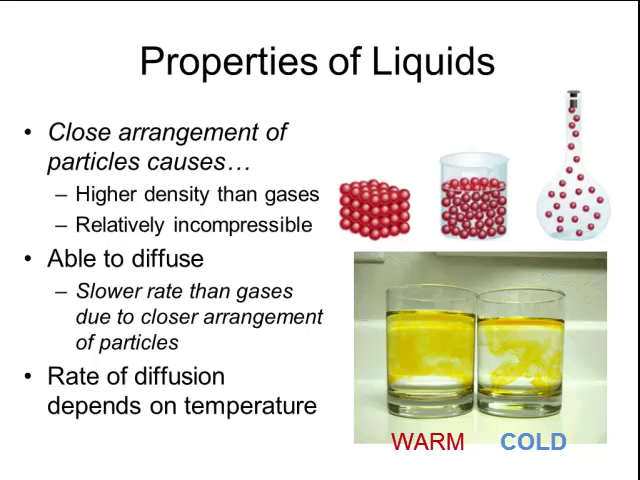 Properties of Liquids
• Close arrangement of
particles causes…
– Higher density than gases
– Relatively incompressible
• Able to diffuse
– Slower rate than gases
due to closer arrangement
of particles
• Rate of diffusion
depends on temperature
WARM COLD